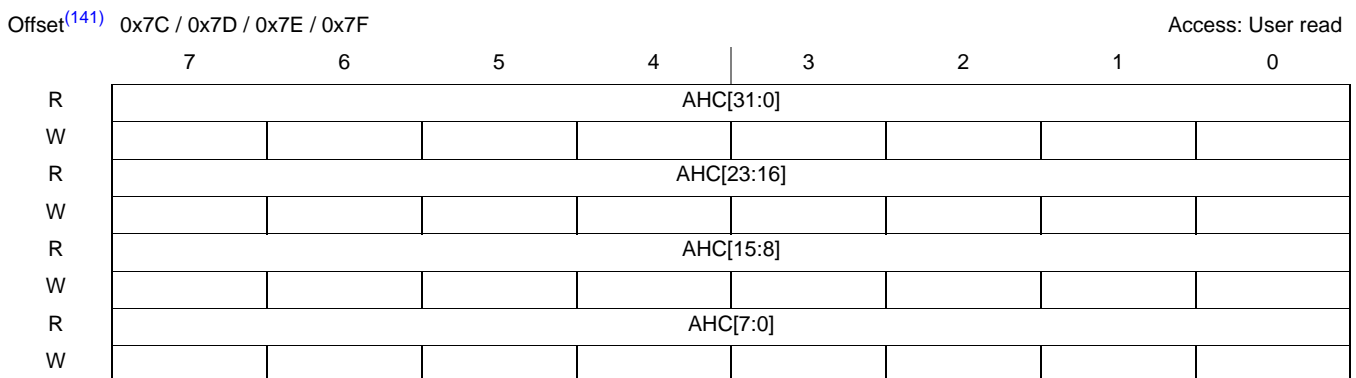 Offset(141) 0x7C / 0x7D / 0x7E / 0x7F Access: User read
7 6 5 4 3 2 1 0
R AHC[31:0]
W
R AHC[23:16]
W
R AHC[15:8]
W
R AHC[7:0]
W